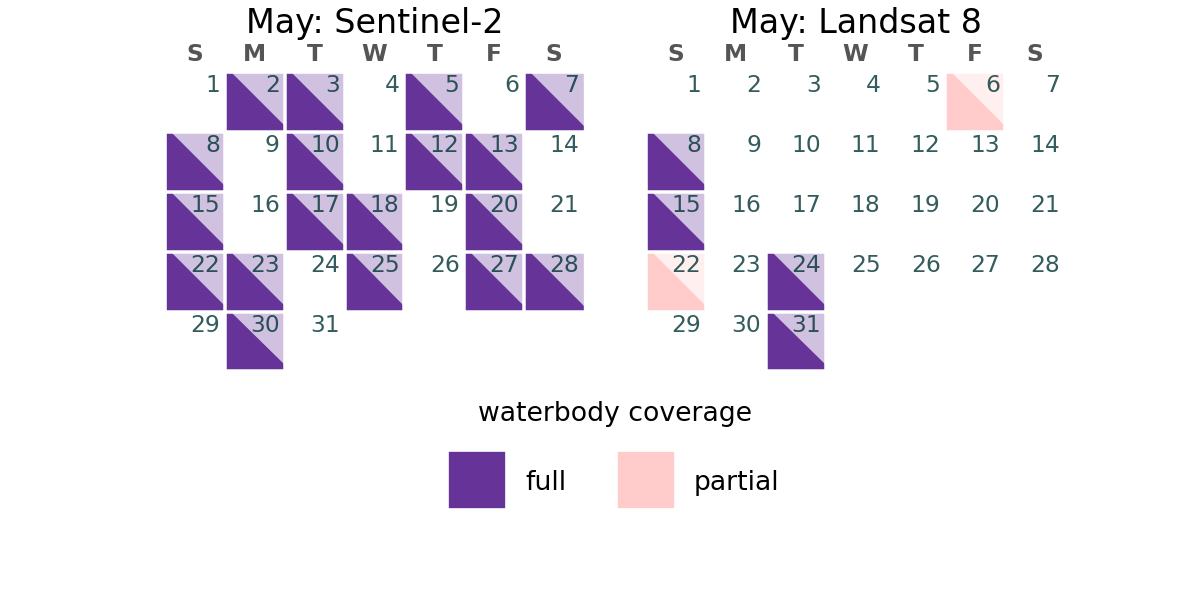 May: Sentinel-2
S M T W T F S
1 2 3 4 5 6 7
8 9 10 11 12 13 14
15 16 17 18 19 20 21
22 23 24 25 26 27 28
29 30 31
May: Landsat 8
S M T W T F S
1 2 3 4 5 6 7
8 9 10 11 12 13 14
15 16 17 18 19 20 21
22 23 24 25 26 27 28
29 30 31
waterbody coverage
full
partial